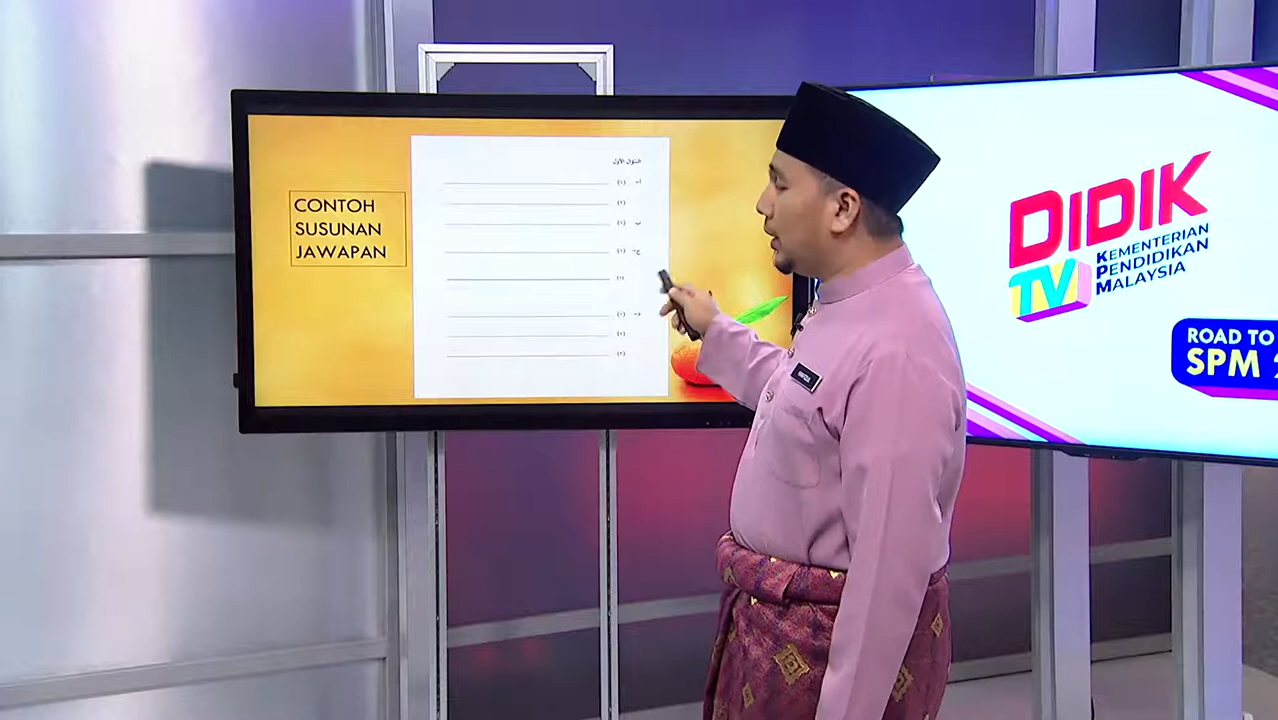 CONTOH
SUSUNAN
JAWAPAN
السؤال الأول
أ- (١)
(٢)
ب- (١)
ج- (١)
(٢)
د- (١)
(٢)
(٣)
DIDIK
TV
KEMENTERIAN
PENDIDIKAN
MALAYSIA
ROAD TO
SPM 2